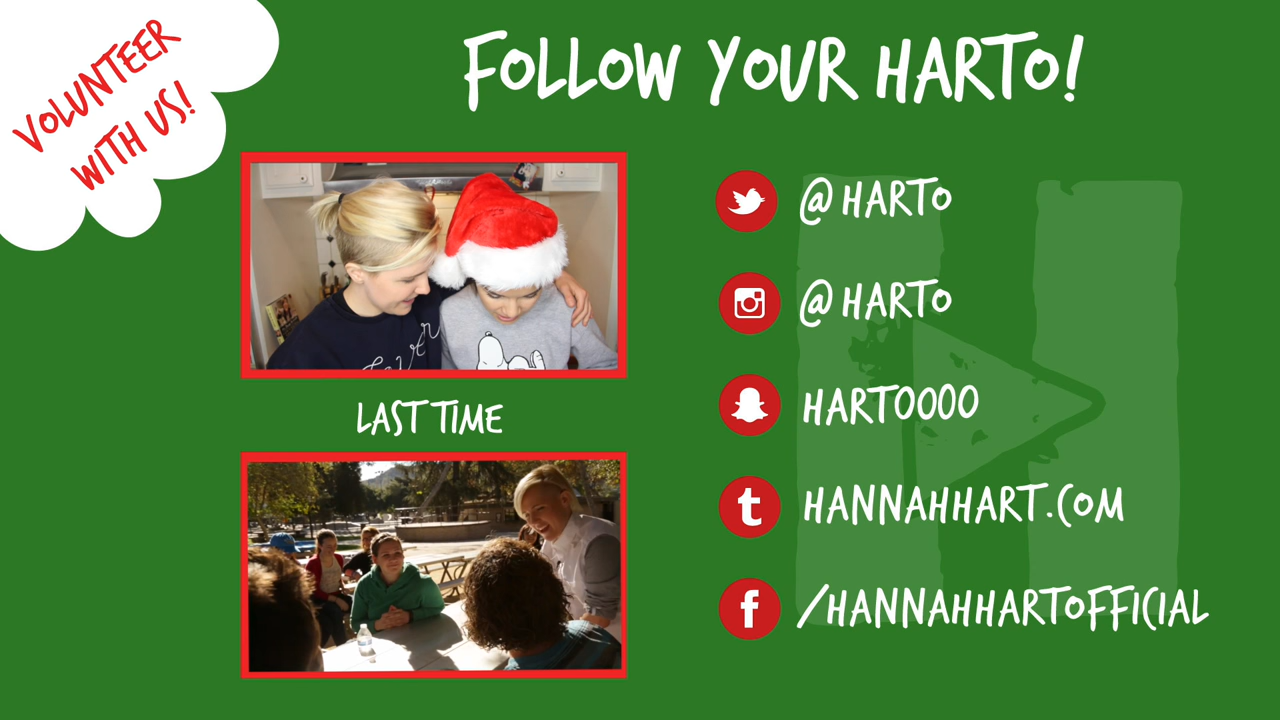 VOLUNTEER
WITH US!
FOLLOW YOUR HARTO!
@HARTO
@HARTO
LAST TIME
HARTOOOO
HANNAHHART.COM
/HANNAHHARTOFFICIAL